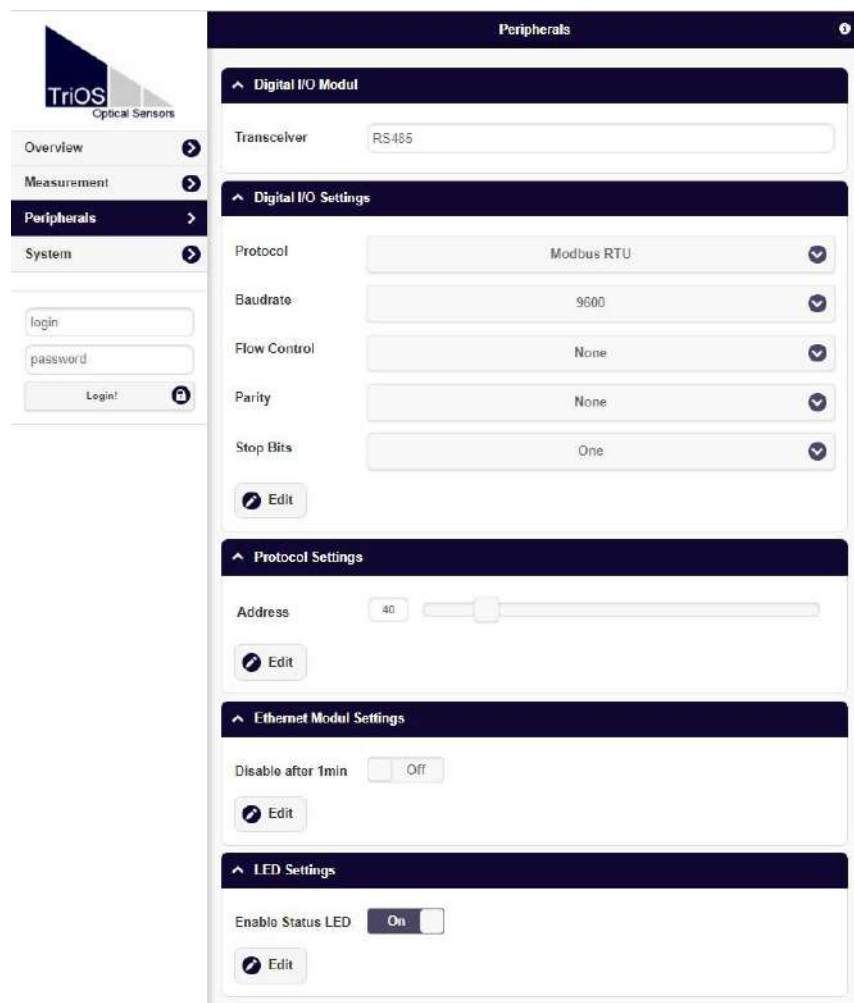 TriOS
Optical Sensors
Overview
Measurement
Peripherals
System
login
password
Login!
Peripherals
Digital I/O Modul
Transceiver RS485
Digital I/O Settings
Protocol Modbus RTU
Baudrate 9600
Flow Control None
Parity None
Stop Bits One
Edit
Protocol Settings
Address 40
Edit
Ethernet Modul Settings
Disable after 1min Off
Edit
LED Settings
Enable Status LED On
Edit